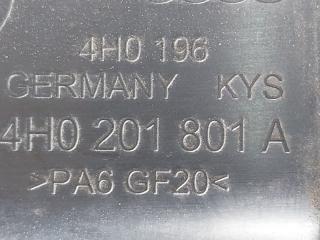 4H0 196
GERMANY KYS
4H0 201 801 A
>PA6 GF20<